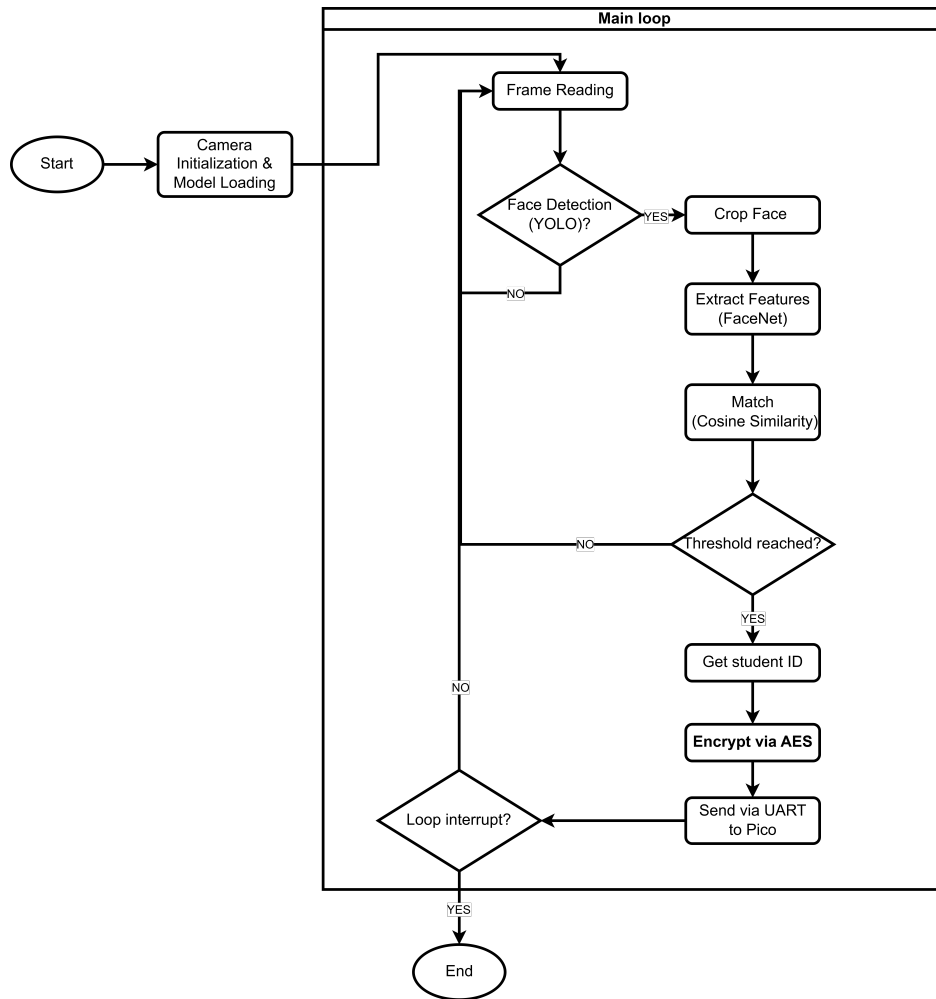 Main loop
Frame Reading
Start
Camera
Initialization &
Model Loading
Face Detection
(YOLO)?
YES
Crop Face
NO
Extract Features
(FaceNet)
Match
(Cosine Similarity)
Threshold reached?
NO
YES
Get student ID
NO
Encrypt via AES
Send via UART
to Pico
Loop interrupt?
YES
End